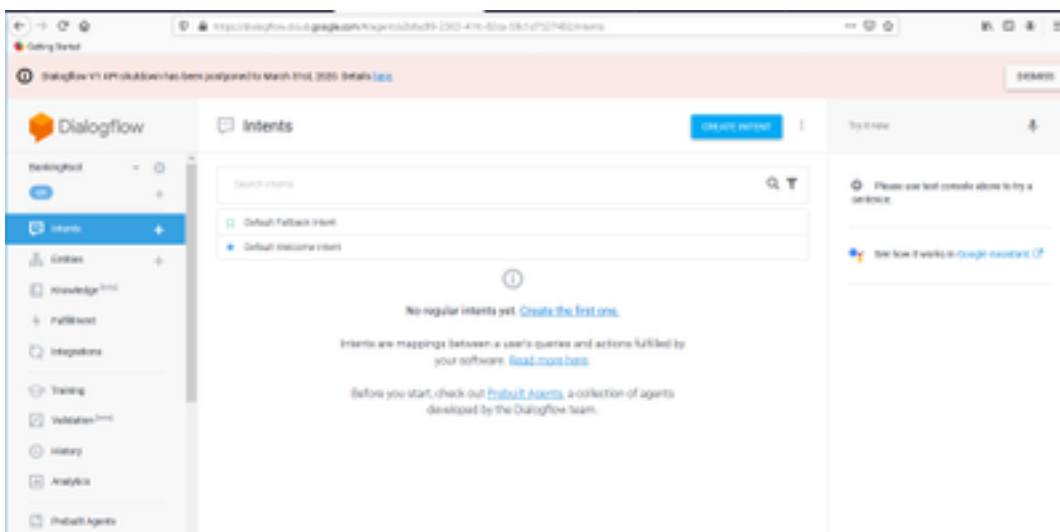 Getting Started
Dialogflow V1 API shutdown has been postponed to March 31st, 2020. Details here.
DISMISS
Dialogflow
Intents
CREATE INTENT
Try it now
Search intents
Please use test console above to try a
sentence.
Intents
Default Fallback Intent
Default Welcome Intent
Entities
See how it works in Google Assistant
Knowledge [beta]
No regular intents yet. Create the first one.
Fulfillment
Intents are mappings between a user's queries and actions fulfilled by
your software. Read more here.
Integrations
Before you start, check out Prebuilt Agents, a collection of agents
developed by the Dialogflow team.
Training
Validation [beta]
History
Analytics
Prebuilt Agents